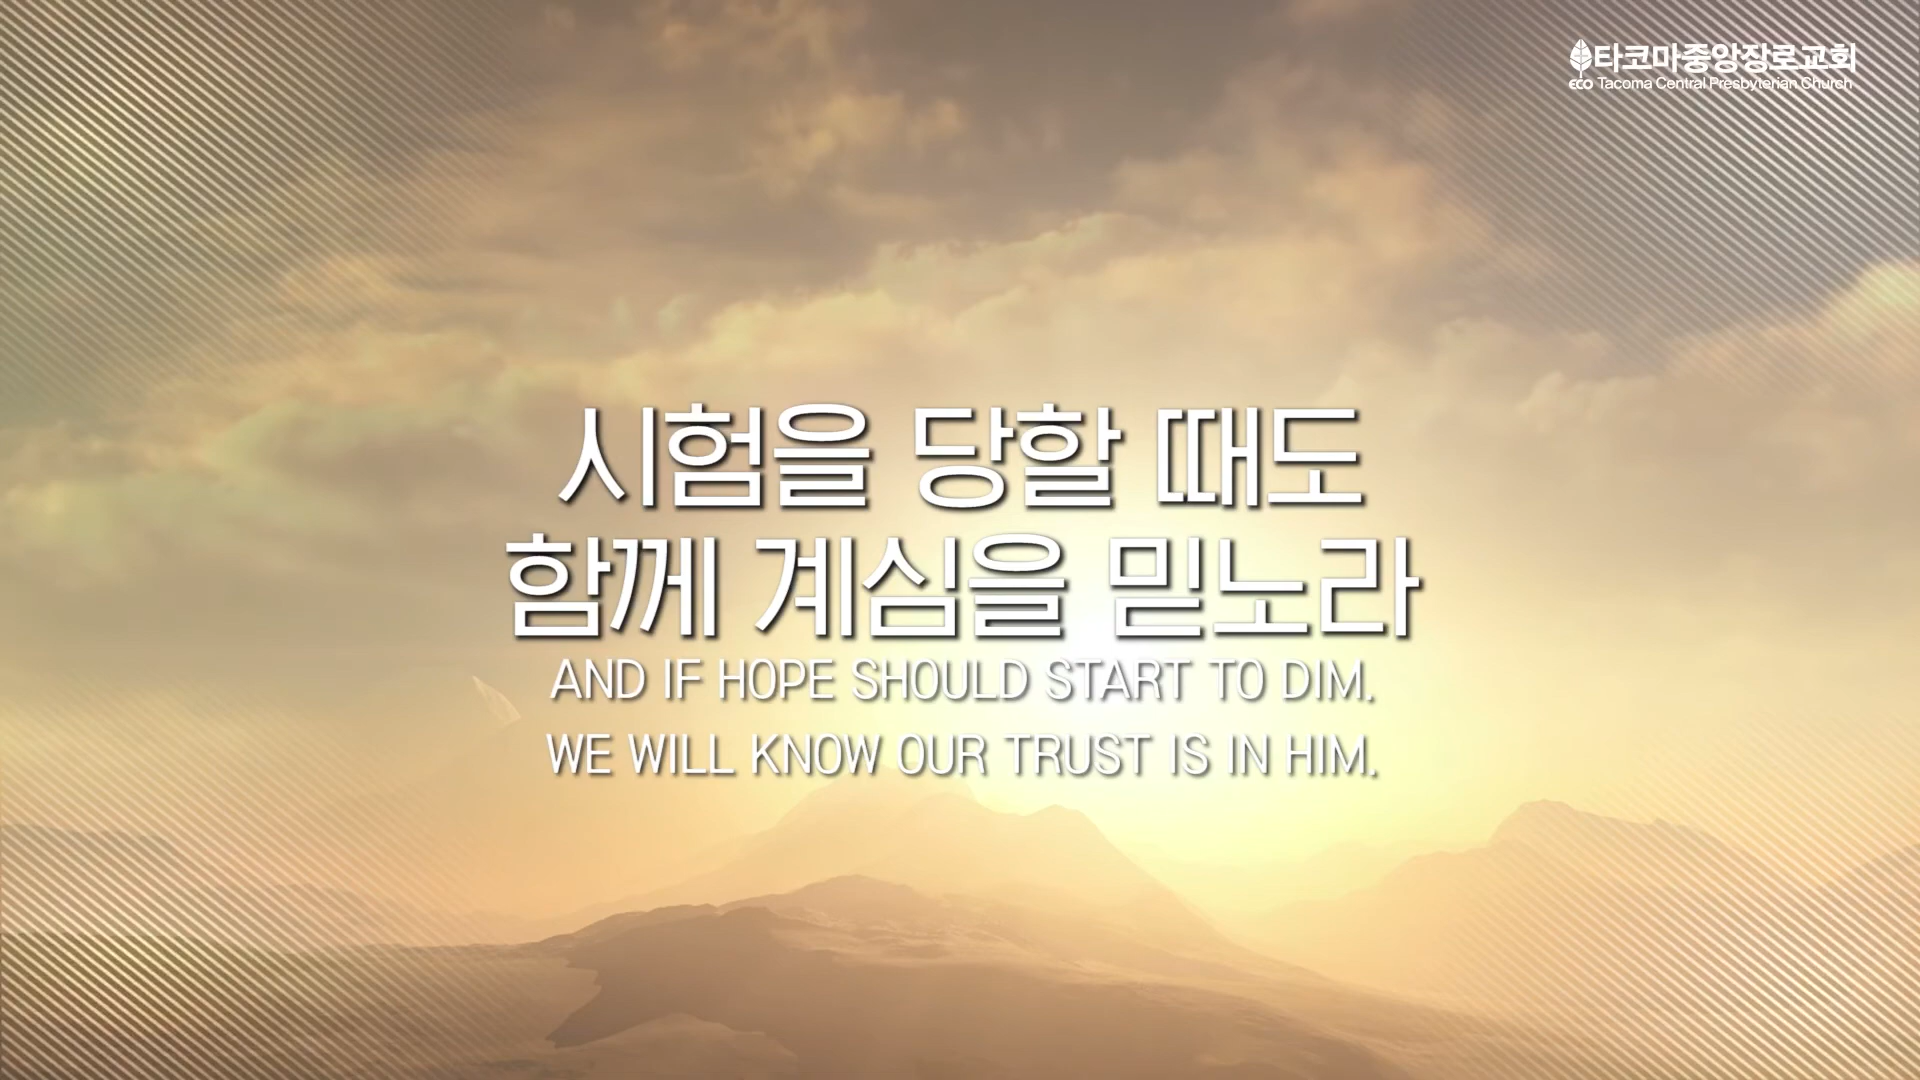 타코마중앙장로교회
eco Tacoma Central Presbyterian Church
시험을 당할 때도
함께 계심을 믿노라
AND IF HOPE SHOULD START TO DIM.
WE WILL KNOW OUR TRUST IS IN HIM.